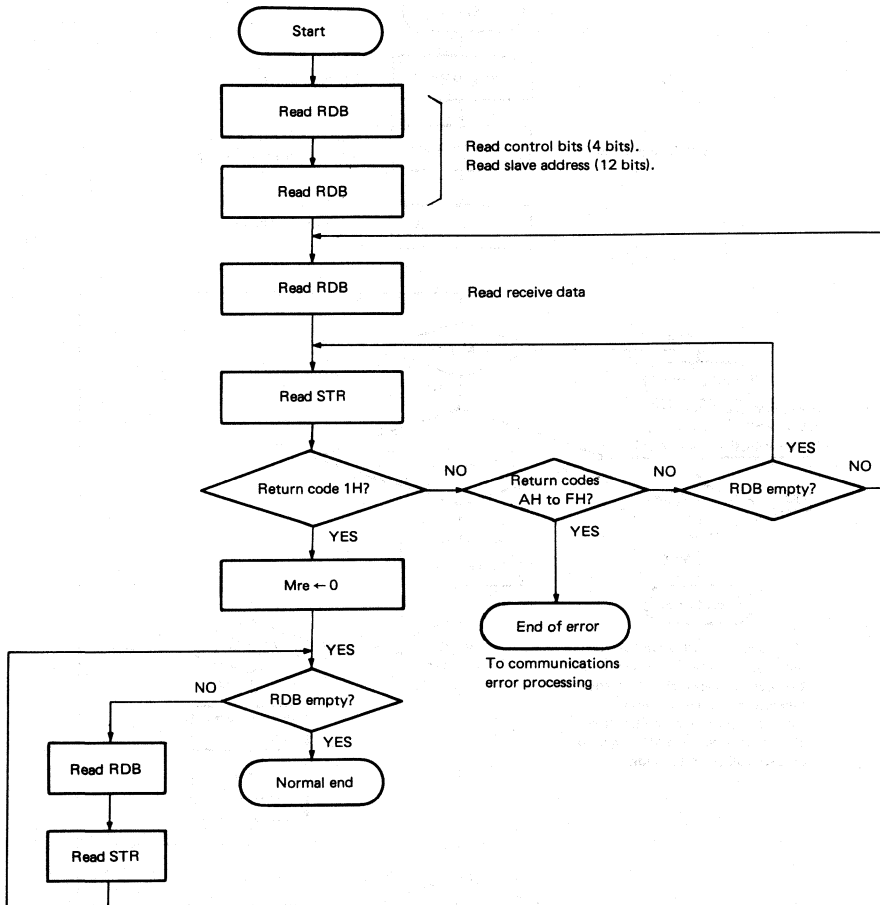 Start
Read RDB
Read control bits (4 bits).
Read slave address (12 bits).
Read RDB
Read RDB
Read receive data
Read STR
YES
NO
NO
NO
Return code 1H?
Return codes
AH to FH?
RDB empty?
YES
YES
Mre ← 0
End of error
YES
To communications
error processing
NO
RDB empty?
YES
Read RDB
Normal end
Read STR